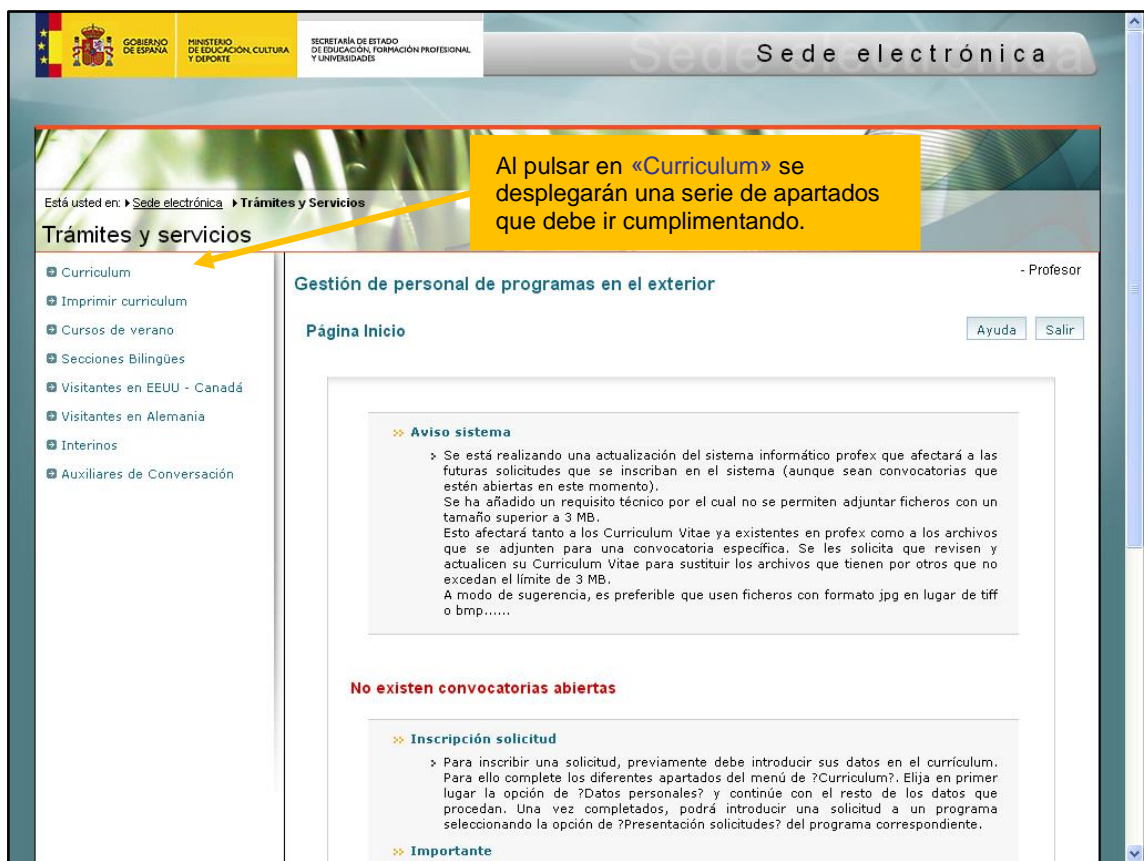 GOBIERNO
DE ESPAÑA
MINISTERIO
DE EDUCACIÓN, CULTURA
Y DEPORTE
SECRETARÍA DE ESTADO
DE EDUCACIÓN, FORMACIÓN PROFESIONAL
Y UNIVERSIDADES
Sede electrónica
Al pulsar en «Curriculum» se
desplegarán una serie de apartados
que debe ir cumplimentando.
Está usted en: Sede electrónica Trámites y Servicios
Trámites y servicios
Curriculum
Imprimir curriculum
Cursos de verano
Secciones Bilingües
Visitantes en EEUU - Canadá
Visitantes en Alemania
Interinos
Auxiliares de Conversación
- Profesor
Gestión de personal de programas en el exterior
Página Inicio
Ayuda
Salir
Aviso sistema
Se está realizando una actualización del sistema informático profex que afectará a las
futuras solicitudes que se inscriban en el sistema (aunque sean convocatorias que
estén abiertas en este momento).
Se ha añadido un requisito técnico por el cual no se permiten adjuntar ficheros con un
tamaño superior a 3 MB.
Esto afectará tanto a los Curriculum Vitae ya existentes en profex como a los archivos
que se adjunten para una convocatoria específica. Se les solicita que revisen y
actualicen su Curriculum Vitae para sustituir los archivos que tienen por otros que no
excedan el límite de 3 MB.
A modo de sugerencia, es preferible que usen ficheros con formato jpg en lugar de tiff
o bmp......
No existen convocatorias abiertas
Inscripción solicitud
Para inscribir una solicitud, previamente debe introducir sus datos en el currículum.
Para ello complete los diferentes apartados del menú de ?Curriculum?. Elija en primer
lugar la opción de ?Datos personales? y continúe con el resto de los datos que
procedan. Una vez completados, podrá introducir una solicitud a un programa
seleccionando la opción de ?Presentación solicitudes? del programa correspondiente.
Importante